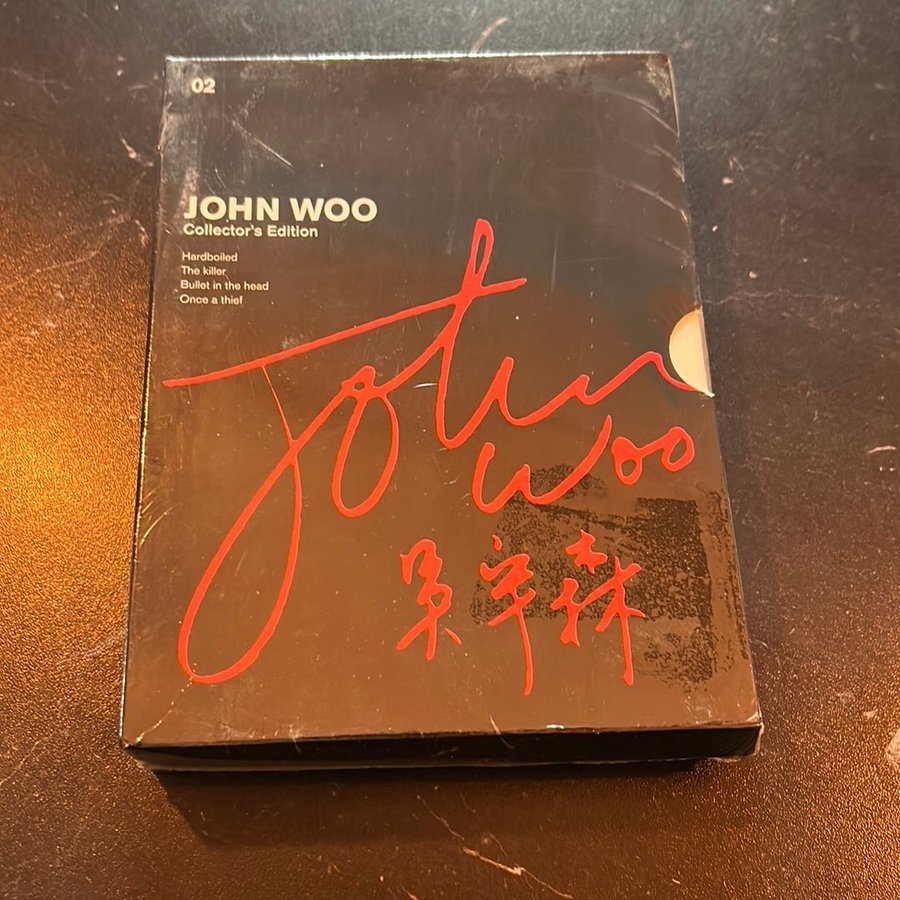 02
JOHN WOO
Collector's Edition
Hardboiled
The killer
Bullet in the head
Once a thief
John
Woo
吴宇森